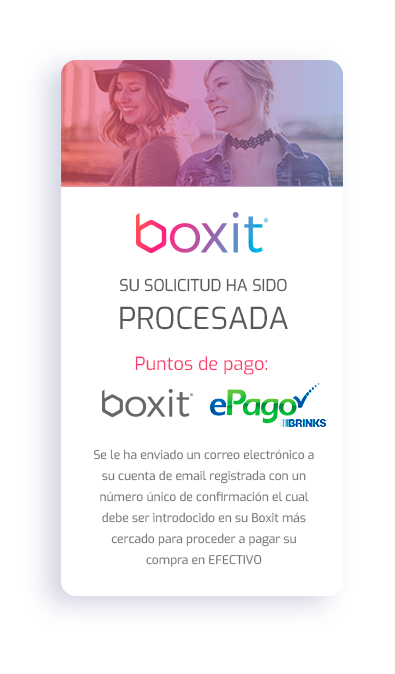 boxit®
SU SOLICITUD HA SIDO
PROCESADA
Puntos de pago:
boxit® ePago
BRINKS
Se le ha enviado un correo electrónico a
su cuenta de email registrada con un
número único de confirmación el cual
debe ser introducido en su Boxit más
cercado para proceder a pagar su
compra en EFECTIVO